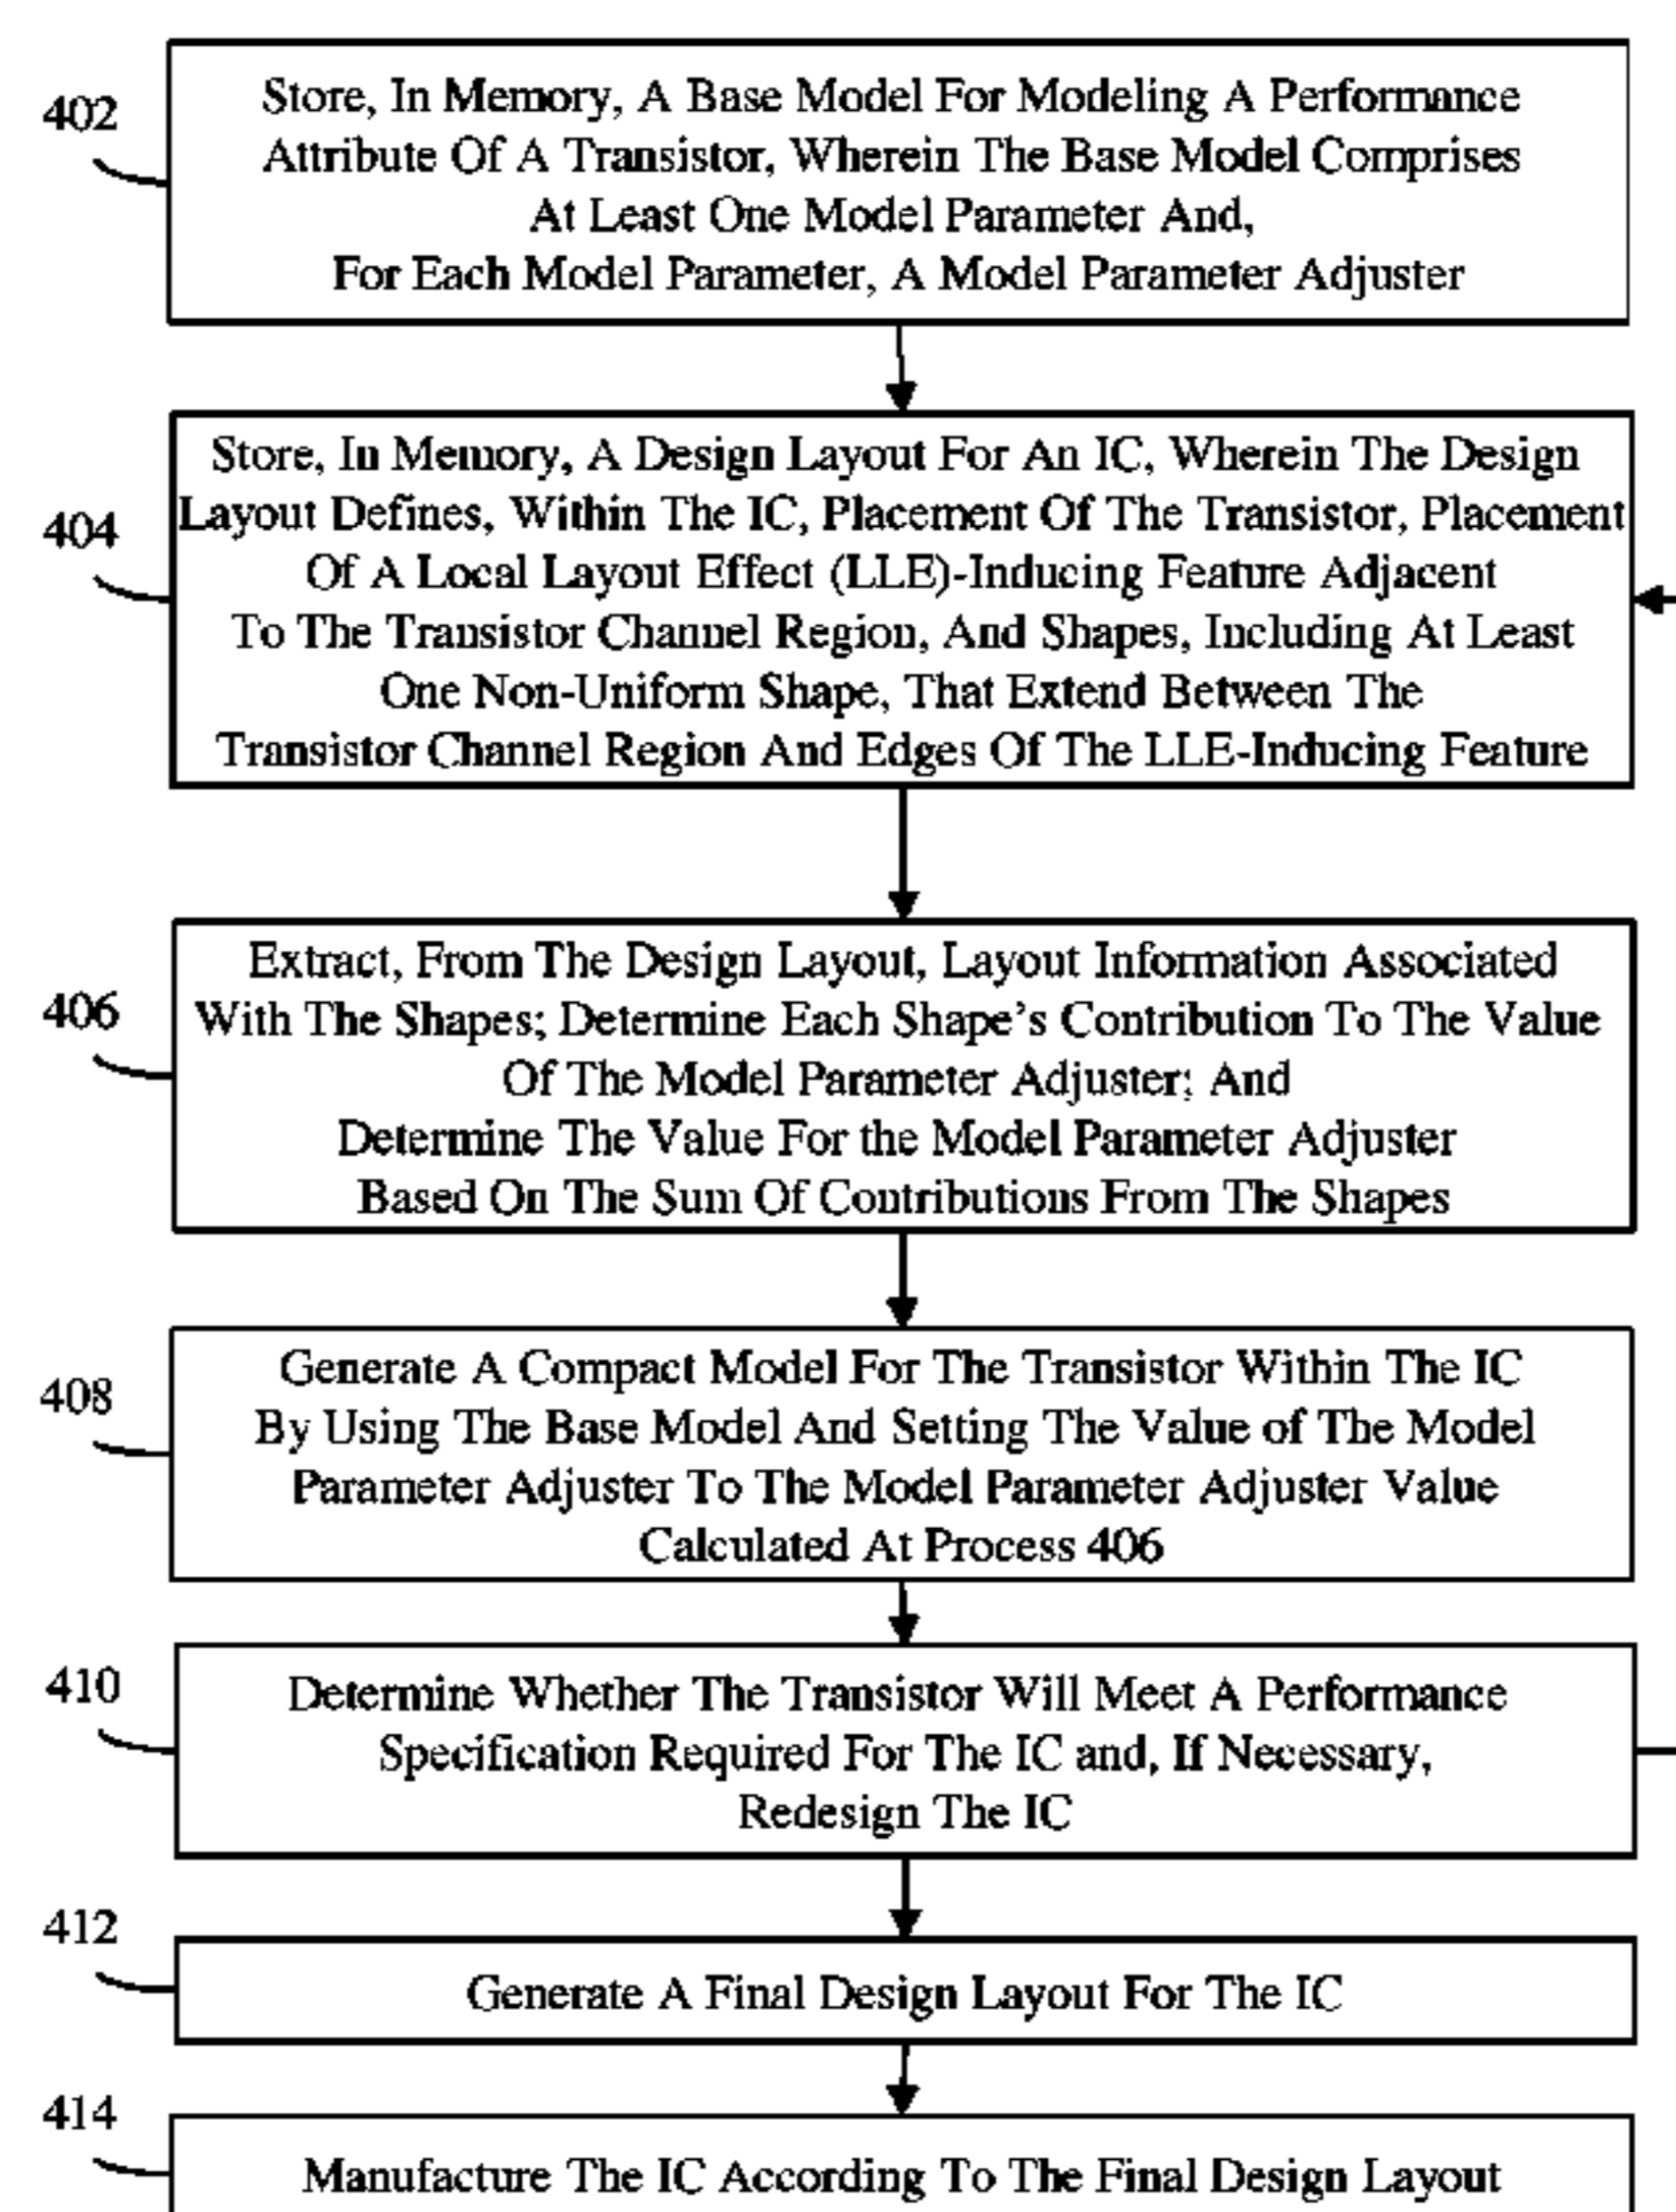 402
Store, In Memory, A Base Model For Modeling A Performance
Attribute Of A Transistor, Wherein The Base Model Comprises
At Least One Model Parameter And,
For Each Model Parameter, A Model Parameter Adjuster
404
Store, In Memory, A Design Layout For An IC, Wherein The Design
Layout Defines, Within The IC, Placement Of The Transistor, Placement
Of A Local Layout Effect (LLE)-Inducing Feature Adjacent
To The Transistor Channel Region, And Shapes, Including At Least
One Non-Uniform Shape, That Extend Between The
Transistor Channel Region And Edges Of The LLE-Inducing Feature
406
Extract, From The Design Layout, Layout Information Associated
With The Shapes; Determine Each Shape's Contribution To The Value
Of The Model Parameter Adjuster; And
Determine The Value For the Model Parameter Adjuster
Based On The Sum Of Contributions From The Shapes
408
Generate A Compact Model For The Transistor Within The IC
By Using The Base Model And Setting The Value of The Model
Parameter Adjuster To The Model Parameter Adjuster Value
Calculated At Process 406
410
Determine Whether The Transistor Will Meet A Performance
Specification Required For The IC and, If Necessary,
Redesign The IC
412
Generate A Final Design Layout For The IC
414
Manufacture The IC According To The Final Design Layout